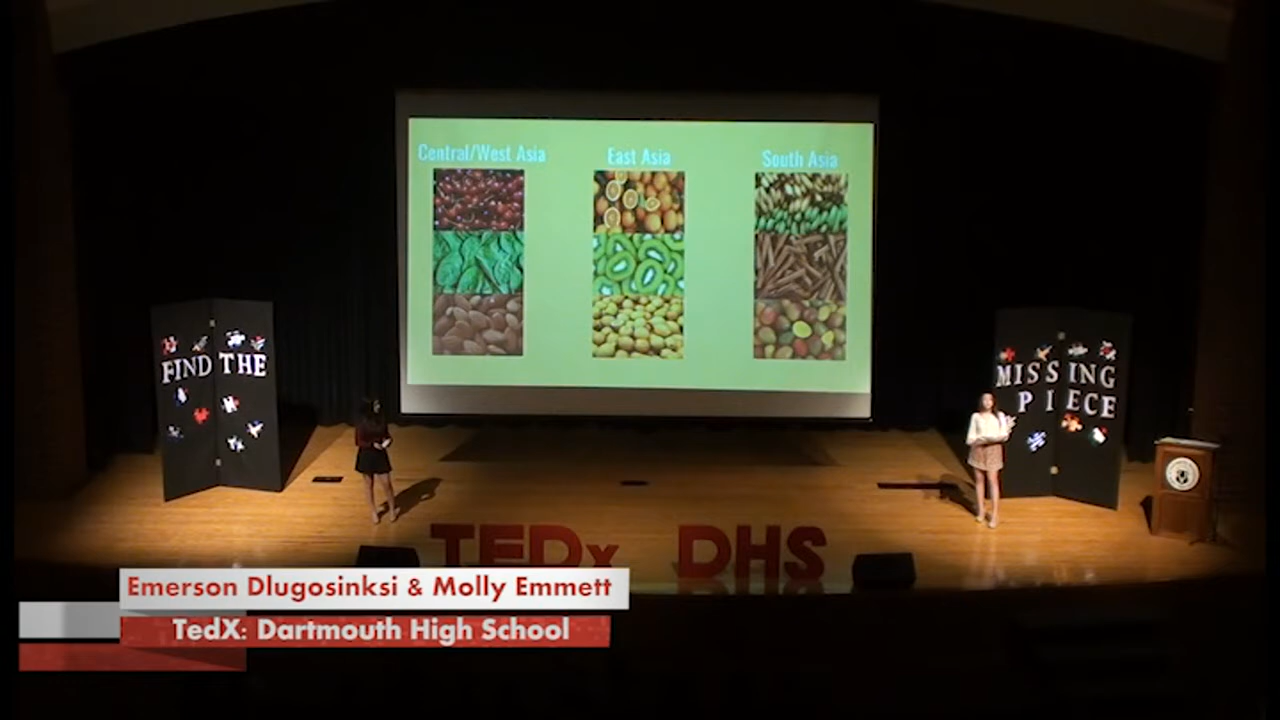 Central/West Asia
East Asia
South Asia
FIND THE
MISSING
PIECE
TEDx DHS
Emerson Dlugosinksi & Molly Emmett
TedX: Dartmouth High School